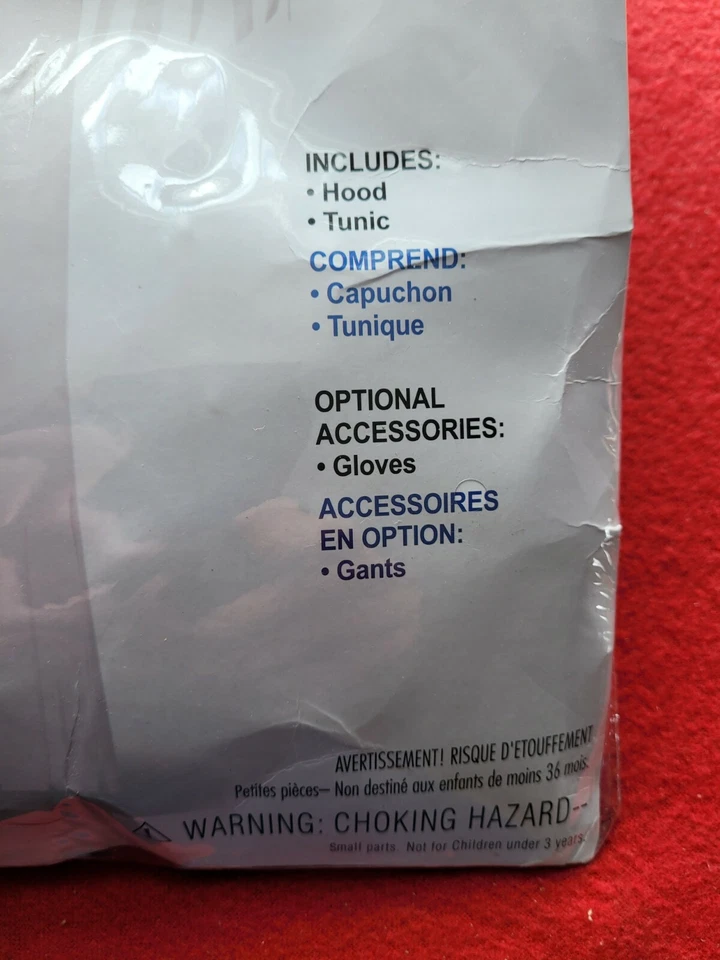 INCLUDES:
• Hood
• Tunic
COMPREND:
• Capuchon
• Tunique
OPTIONAL
ACCESSORIES:
• Gloves
ACCESSOIRES
EN OPTION:
• Gants
AVERTISSEMENT! RISQUE D'ETOUFFEMENT
Petites pièces– Non destiné aux enfants de moins 36 mois.
WARNING: CHOKING HAZARD--
Small parts. Not for Children under 3 years.